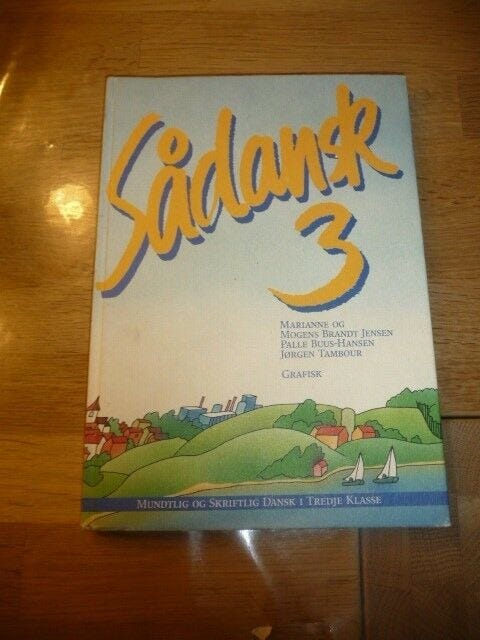 Sådansk
3
Marianne og
Mogens Brandt Jensen
Palle Buus-Hansen
Jørgen Tambour
Grafisk
Mundtlig og Skriftlig Dansk i Tredje Klasse